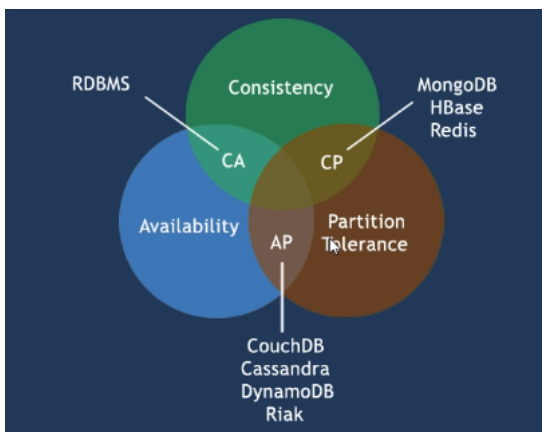 RDBMS
Consistency
MongoDB
HBase
Redis
CA
CP
Availability
Partition
Tolerance
AP
CouchDB
Cassandra
DynamoDB
Riak